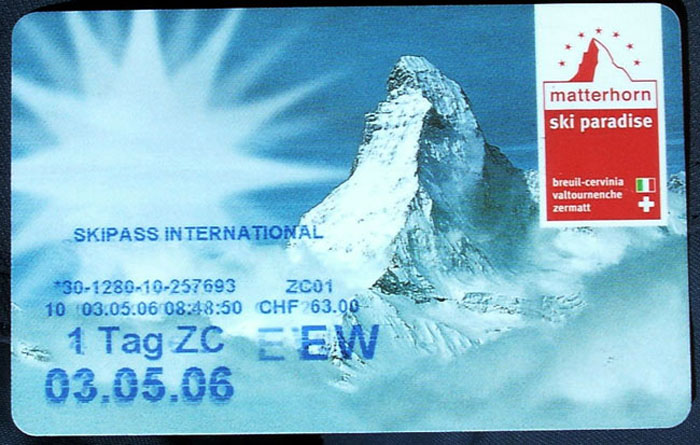 matterhorn
ski paradise
breuil-cervinia
valtournenche
zermatt
SKIPASS INTERNATIONAL
*30-1280-10-257693 ZC01
10 03.05.06 08:48:50 CHF 63.00
1 Tag ZC E EW
03.05.06